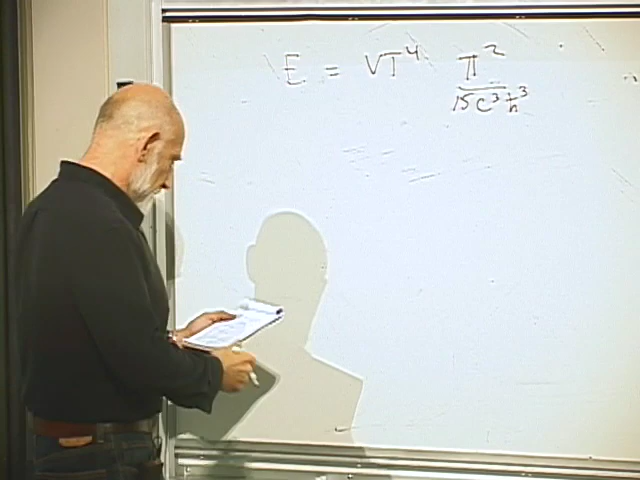 E = VT⁴ π²
15c³ħ³